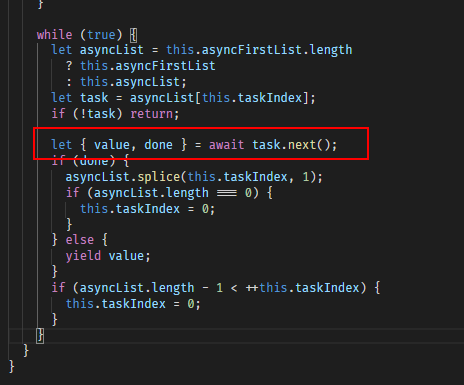 }
while (true) {
let asyncList = this.asyncFirstList.length
? this.asyncFirstList
: this.asyncList;
let task = asyncList[this.taskIndex];
if (!task) return;
let { value, done } = await task.next();
if (done) {
asyncList.splice(this.taskIndex, 1);
if (asyncList.length === 0) {
this.taskIndex = 0;
}
} else {
yield value;
}
if (asyncList.length - 1 < ++this.taskIndex) {
this.taskIndex = 0;
}
}
}
}